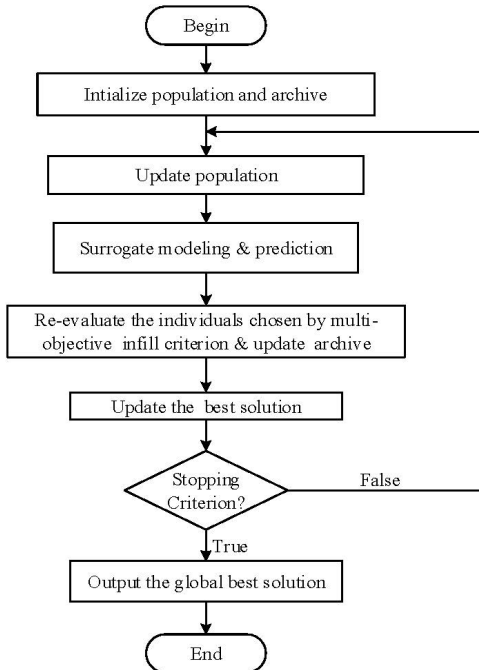 Begin
Intialize population and archive
Update population
Surrogate modeling & prediction
Re-evaluate the individuals chosen by multi-
objective infill criterion & update archive
Update the best solution
Stopping
Criterion?
False
True
Output the global best solution
End